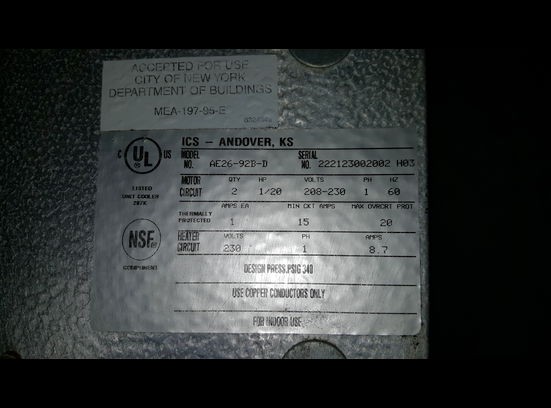 ACCEPTED FOR USE
CITY OF NEW YORK
DEPARTMENT OF BUILDINGS
MEA-197-95-E
ICS - ANDOVER, KS
C UL US
LISTED
UNIT COOLER
MODEL NO. AE26-92B-D SERIAL NO. 222123002002 H03
MOTOR CIRCUIT
QTY HP VOLTS PH HZ
2 1/20 208-230 1 60
AMPS EA MIN CKT AMPS MAX OVRCRT PROT
THERMALLY PROTECTED 1 15 20
HEATER CIRCUIT
VOLTS PH AMPS
230 1 8.7
NSF
COMPONENT
DESIGN PRESS.PSIG 340
USE COPPER CONDUCTORS ONLY
FOR INDOOR USE